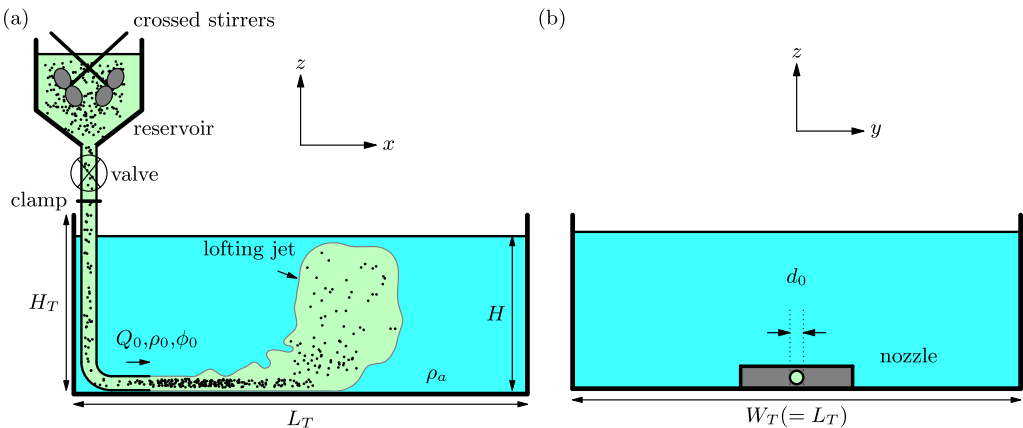 (a)
crossed stirrers
z
x
reservoir
valve
clamp
lofting jet
H_T
H
Q_0,ρ_0,ϕ_0
ρ_a
L_T
(b)
z
y
d_0
nozzle
W_T(= L_T)